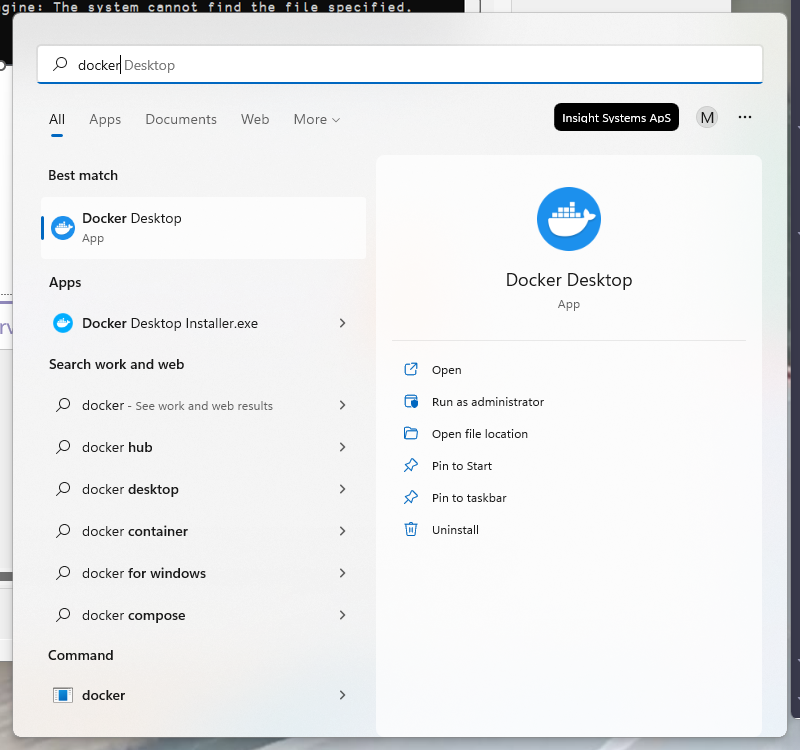 gine: The system cannot find the file specified.
docker Desktop
All Apps Documents Web More
Insight Systems ApS
M
Best match
Docker Desktop
App
Apps
Docker Desktop Installer.exe
Search work and web
docker - See work and web results
docker hub
docker desktop
docker container
docker for windows
docker compose
Command
docker
Docker Desktop
App
Open
Run as administrator
Open file location
Pin to Start
Pin to taskbar
Uninstall